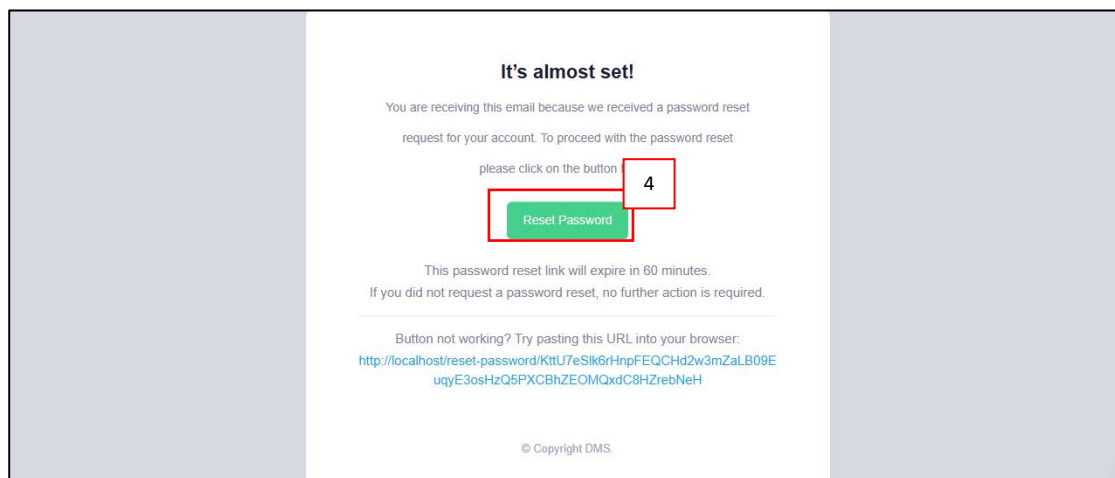 It’s almost set!
You are receiving this email because we received a password reset
request for your account. To proceed with the password reset
please click on the button
4
Reset Password
This password reset link will expire in 60 minutes.
If you did not request a password reset, no further action is required.
Button not working? Try pasting this URL into your browser:
http://localhost/reset-password/KttU7eSlk6rHnpFEQCHd2w3mZaLB09E
uqyE3osHzQ5PXCBhZEOMQxdC8HZrebNeH
© Copyright DMS.